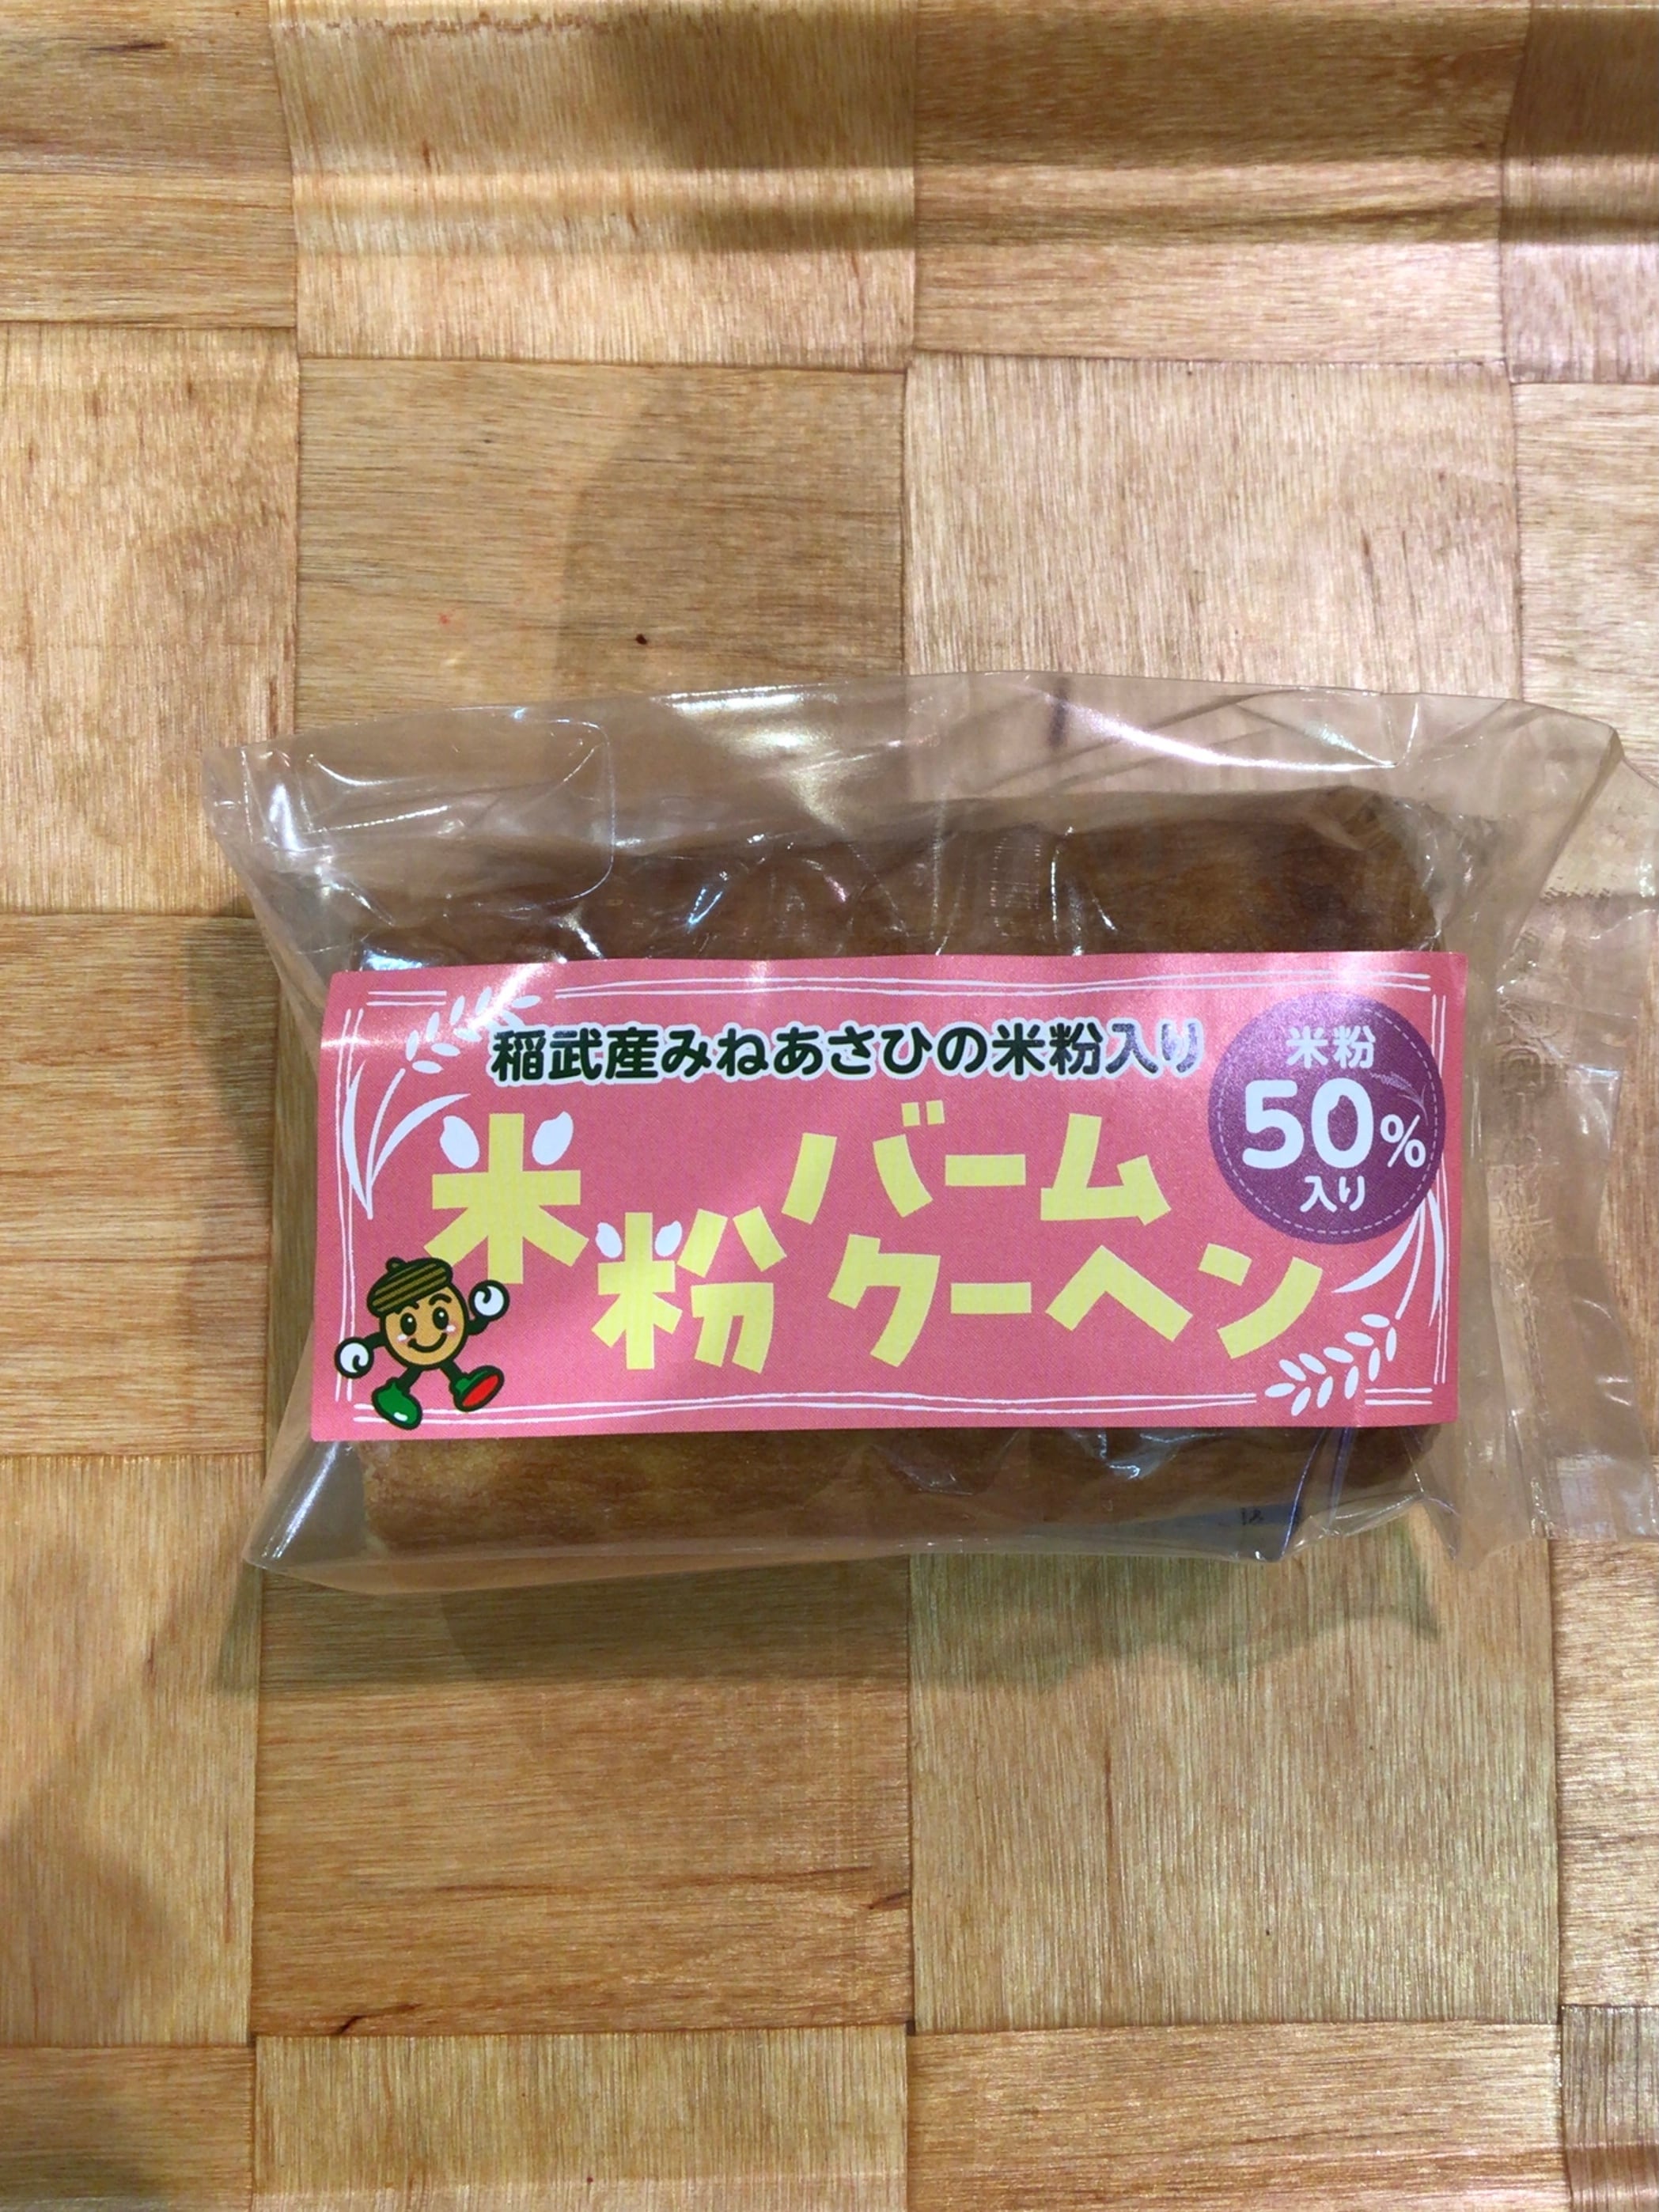 稲武産みねあさひの米粉入り
米粉
50%
入り
米粉バーム
クーヘン